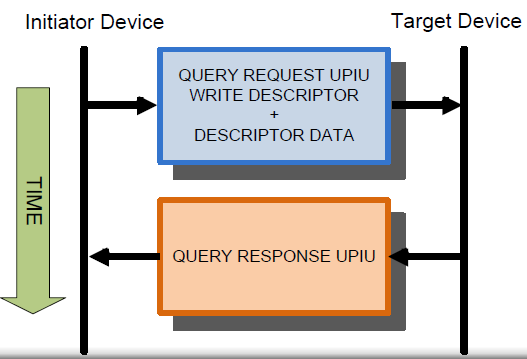 Initiator Device
Target Device
QUERY REQUEST UPIU
WRITE DESCRIPTOR
+
DESCRIPTOR DATA
TIME
QUERY RESPONSE UPIU